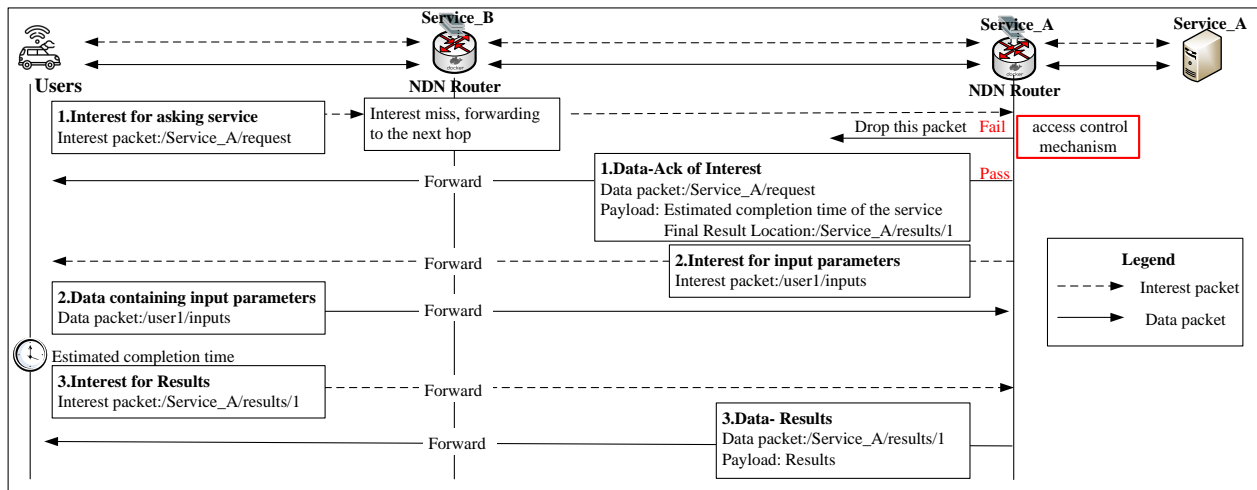 Service_B
Service_A
Service_A
docker
docker
Users
NDN Router
NDN Router
1.Interest for asking service
Interest packet:/Service_A/request
Interest miss, forwarding
to the next hop
Drop this packet Fail
access control
mechanism
1.Data-Ack of Interest
Data packet:/Service_A/request
Payload: Estimated completion time of the service
Final Result Location:/Service_A/results/1
Forward
Pass
2.Interest for input parameters
Interest packet:/user1/inputs
Forward
2.Data containing input parameters
Data packet:/user1/inputs
Forward
Legend
Interest packet
Data packet
Estimated completion time
3.Interest for Results
Interest packet:/Service_A/results/1
Forward
3.Data- Results
Data packet:/Service_A/results/1
Payload: Results
Forward